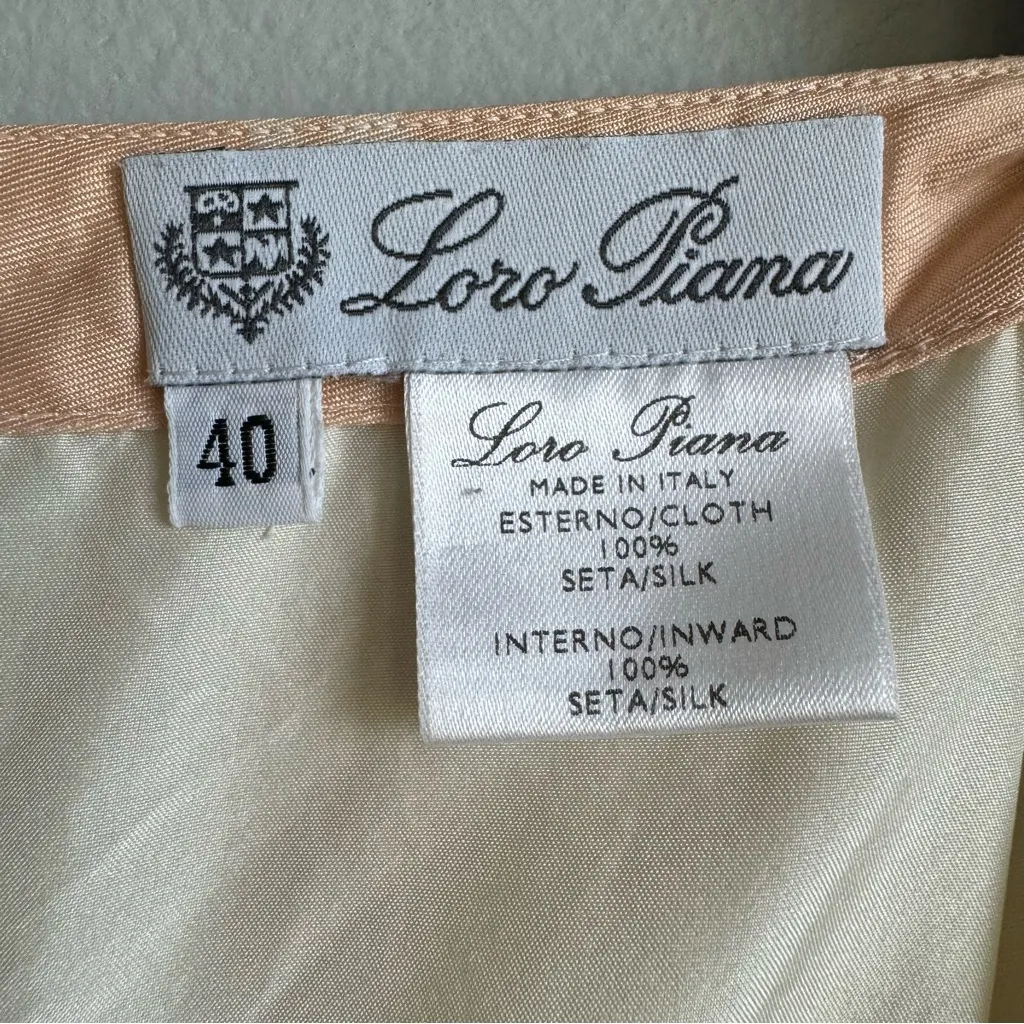 Loro Piana
40
Loro Piana
MADE IN ITALY
ESTERNO/CLOTH
100%
SETA/SILK
INTERNO/INWARD
100%
SETA/SILK